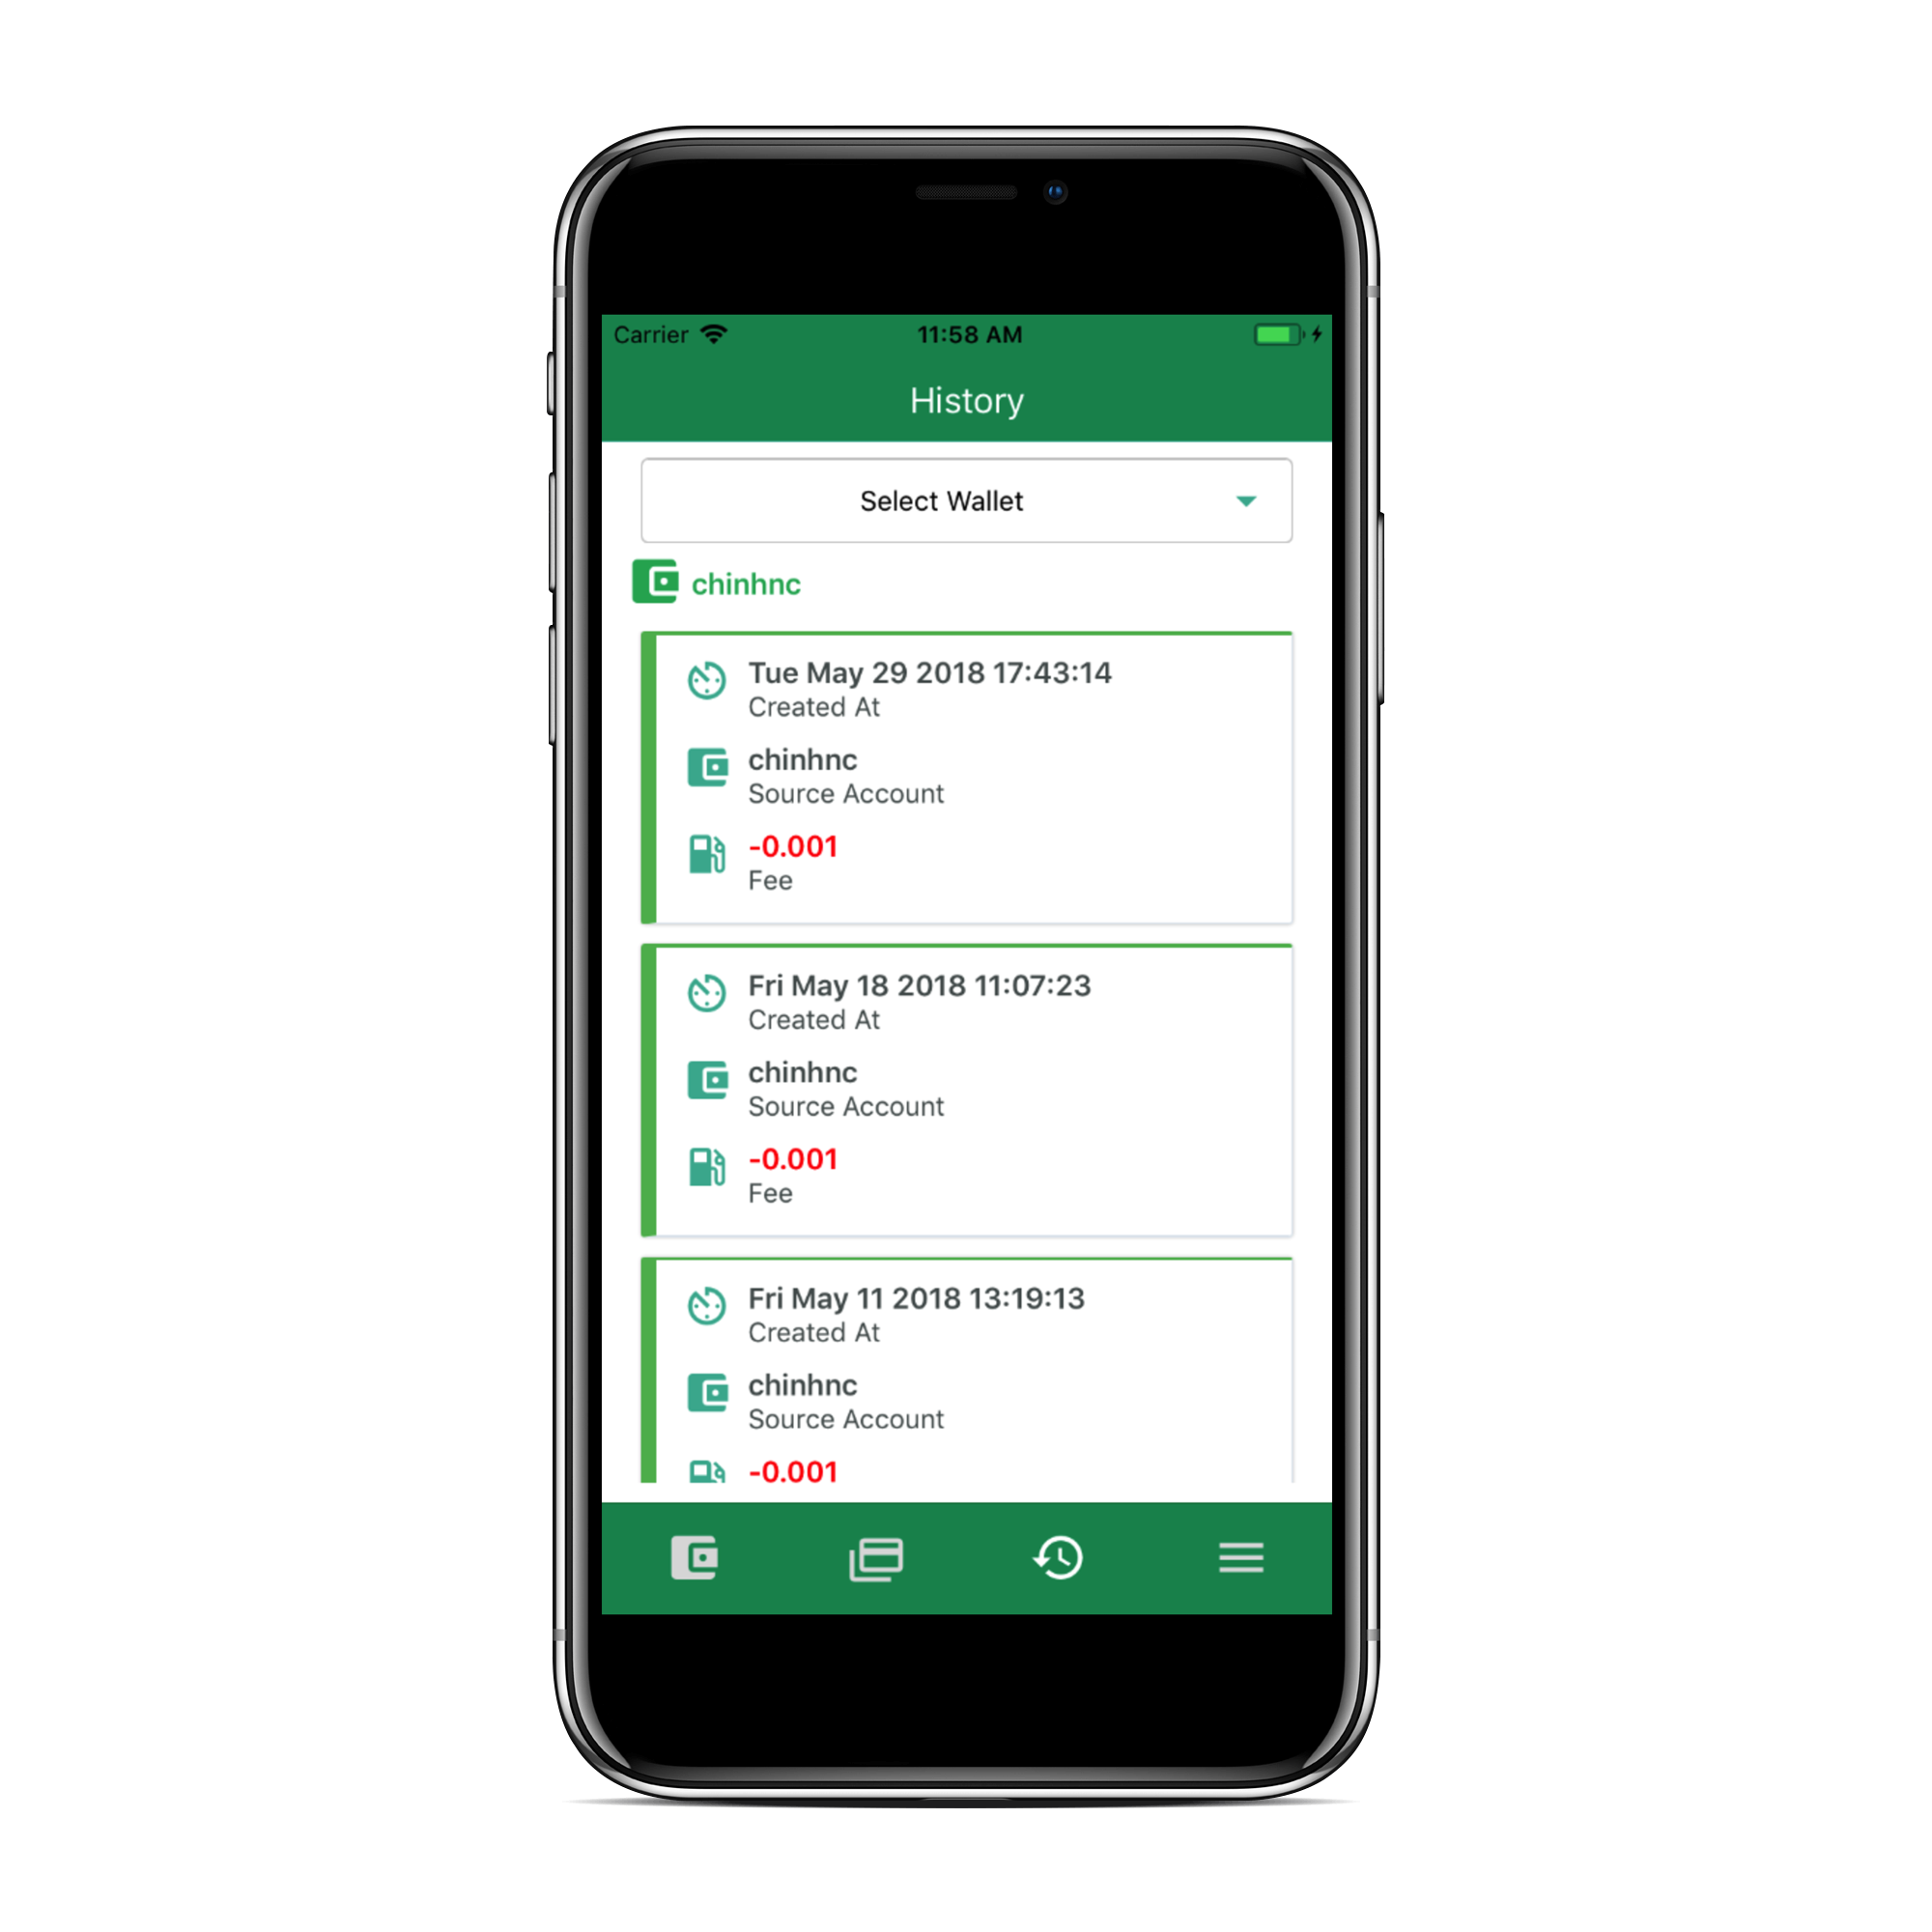 Carrier 11:58 AM
History
Select Wallet
chinhnc
Tue May 29 2018 17:43:14
Created At
chinhnc
Source Account
-0.001
Fee
Fri May 18 2018 11:07:23
Created At
chinhnc
Source Account
-0.001
Fee
Fri May 11 2018 13:19:13
Created At
chinhnc
Source Account
-0.001